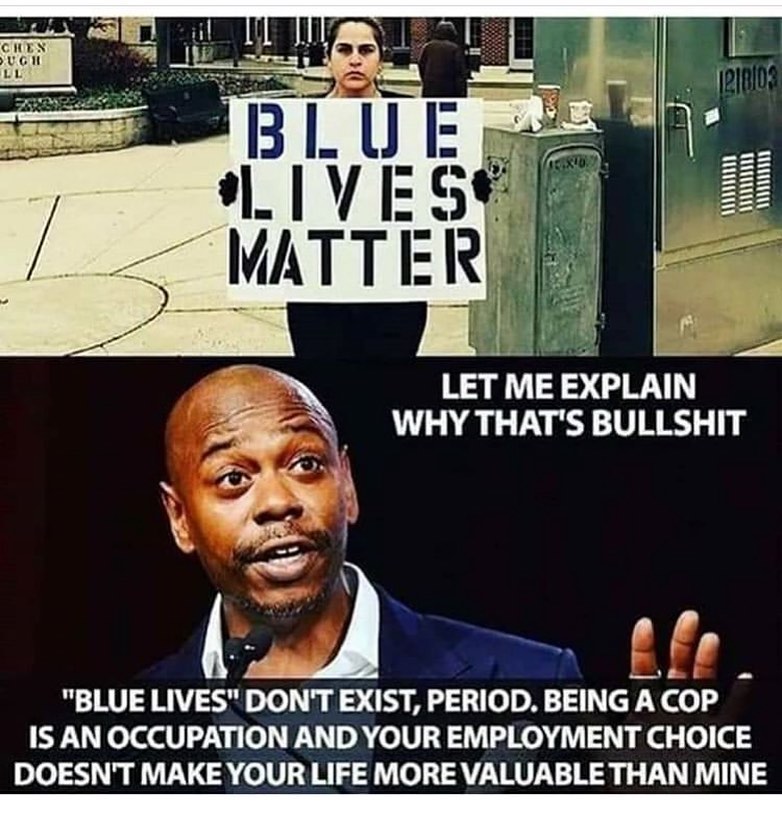 CHEN
OUGH
LL
BLUE
LIVES
MATTER
LET ME EXPLAIN
WHY THAT'S BULLSHIT
"BLUE LIVES" DON'T EXIST, PERIOD. BEING A COP
IS AN OCCUPATION AND YOUR EMPLOYMENT CHOICE
DOESN'T MAKE YOUR LIFE MORE VALUABLE THAN MINE